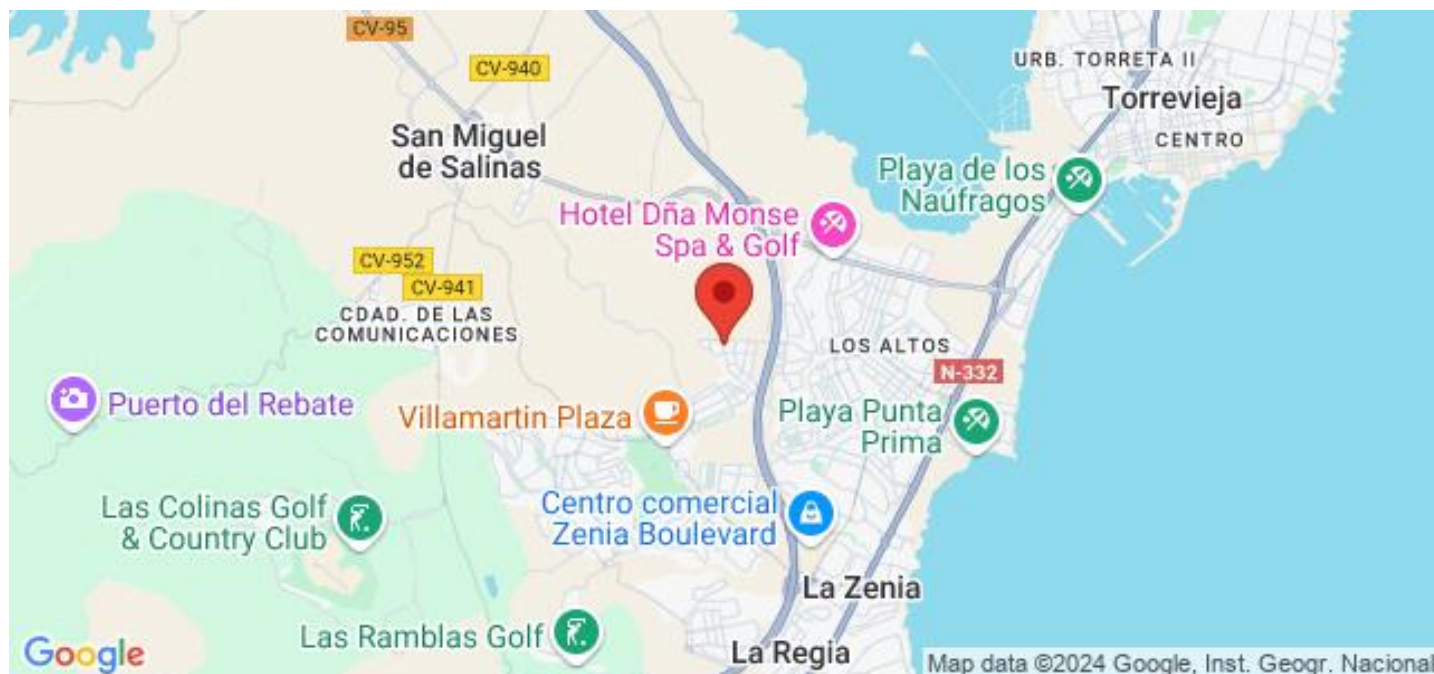 CV-95
CV-940
URB. TORRETA II
Torrevieja
CENTRO
San Miguel
de Salinas
Playa de los
Naúfragos
Hotel Dña Monse
Spa & Golf
CV-952
CV-941
CDAD. DE LAS
COMUNICACIONES
LOS ALTOS
N-332
Puerto del Rebate
Villamartin Plaza
Playa Punta
Prima
Las Colinas Golf
& Country Club
Centro comercial
Zenia Boulevard
La Zenia
Las Ramblas Golf
La Regia
Google
Map data ©2024 Google, Inst. Geogr. Nacional